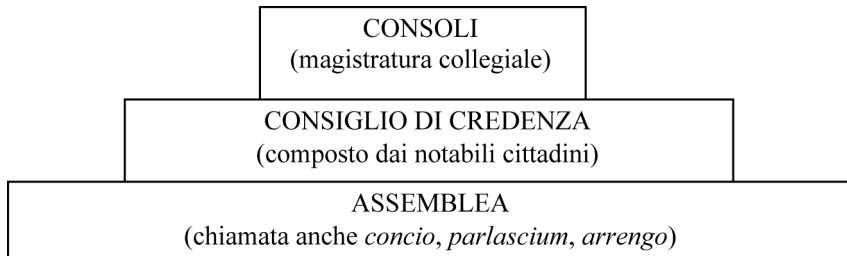 CONSOLI
(magistratura collegiale)
CONSIGLIO DI CREDENZA
(composto dai notabili cittadini)
ASSEMBLEA
(chiamata anche concio, parlascium, arrengo)